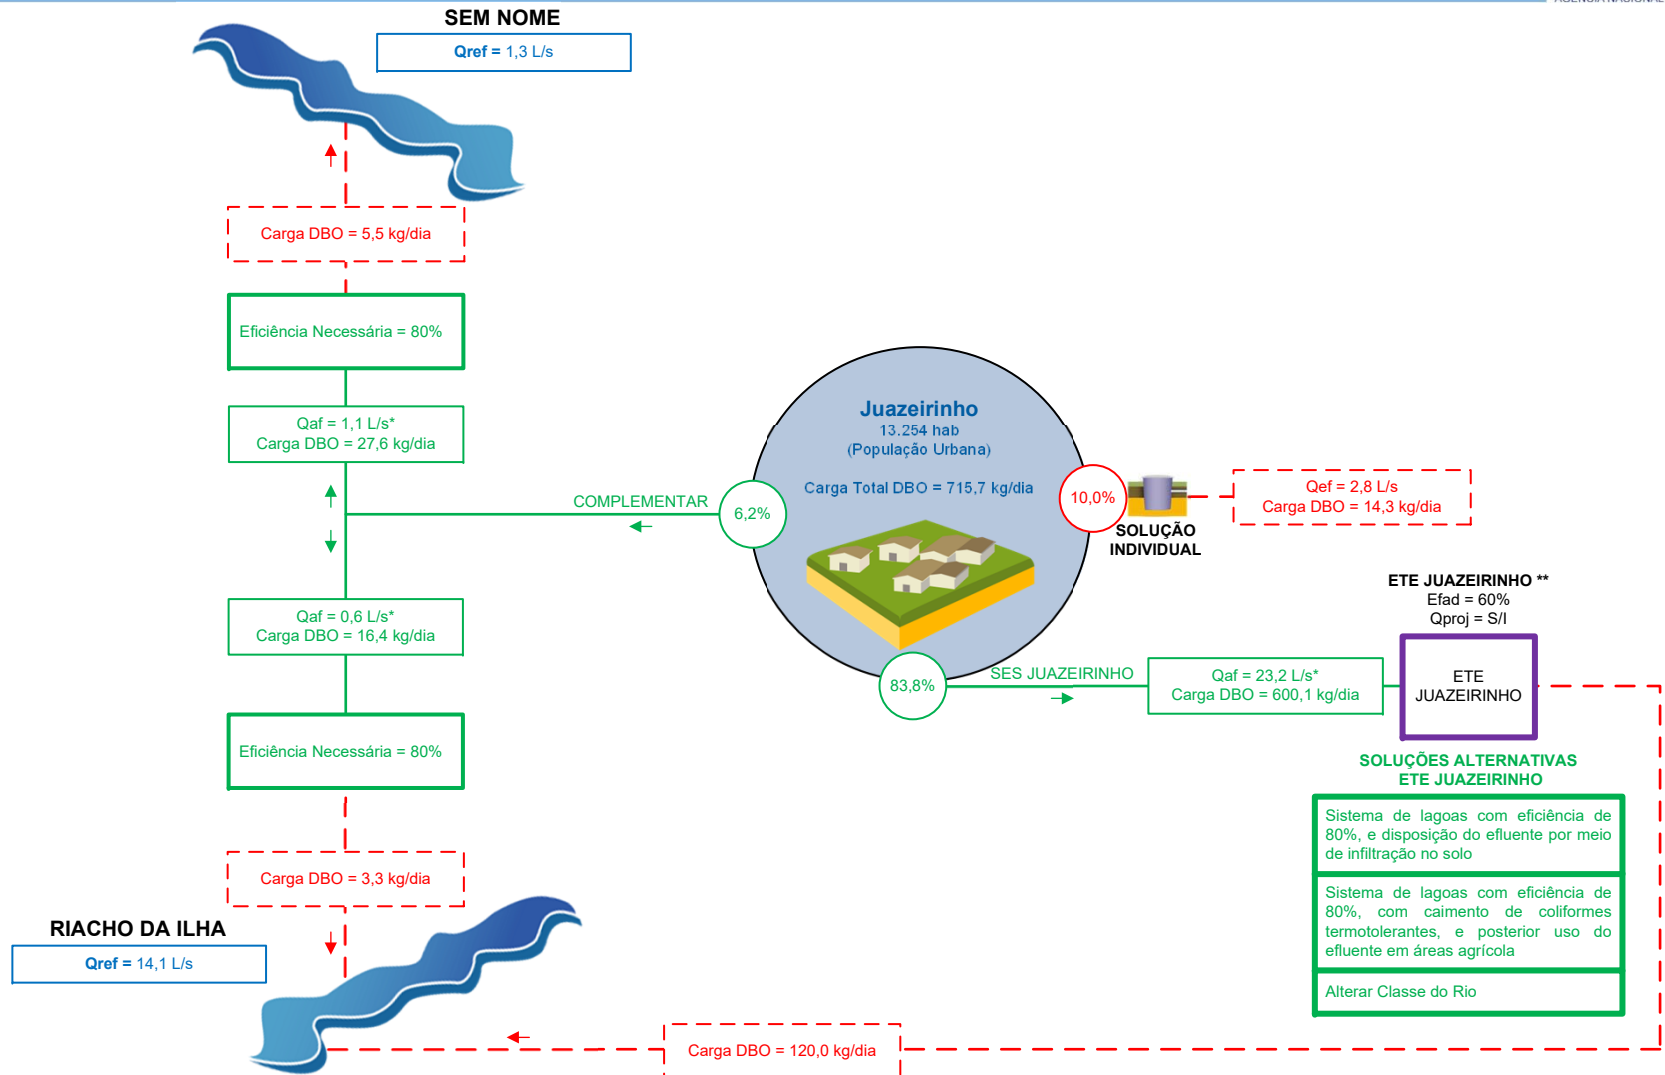 AGÊNCIA NACIONAL
SEM NOME
Qref = 1,3 L/s
Carga DBO = 5,5 kg/dia
Eficiência Necessária = 80%
Qaf = 1,1 L/s*
Carga DBO = 27,6 kg/dia
COMPLEMENTAR
6,2%
Juazeirinho
13.254 hab
(População Urbana)
Carga Total DBO = 715,7 kg/dia
10,0%
SOLUÇÃO
INDIVIDUAL
Qef = 2,8 L/s
Carga DBO = 14,3 kg/dia
Qaf = 0,6 L/s*
Carga DBO = 16,4 kg/dia
Eficiência Necessária = 80%
Carga DBO = 3,3 kg/dia
RIACHO DA ILHA
Qref = 14,1 L/s
83,8%
SES JUAZEIRINHO
Qaf = 23,2 L/s*
Carga DBO = 600,1 kg/dia
ETE JUAZEIRINHO **
Efad = 60%
Qproj = S/I
ETE
JUAZEIRINHO
SOLUÇÕES ALTERNATIVAS
ETE JUAZEIRINHO
Sistema de lagoas com eficiência de
80%, e disposição do efluente por meio
de infiltração no solo
Sistema de lagoas com eficiência de
80%, com caimento de coliformes
termotolerantes, e posterior uso do
efluente em áreas agrícola
Alterar Classe do Rio
Carga DBO = 120,0 kg/dia